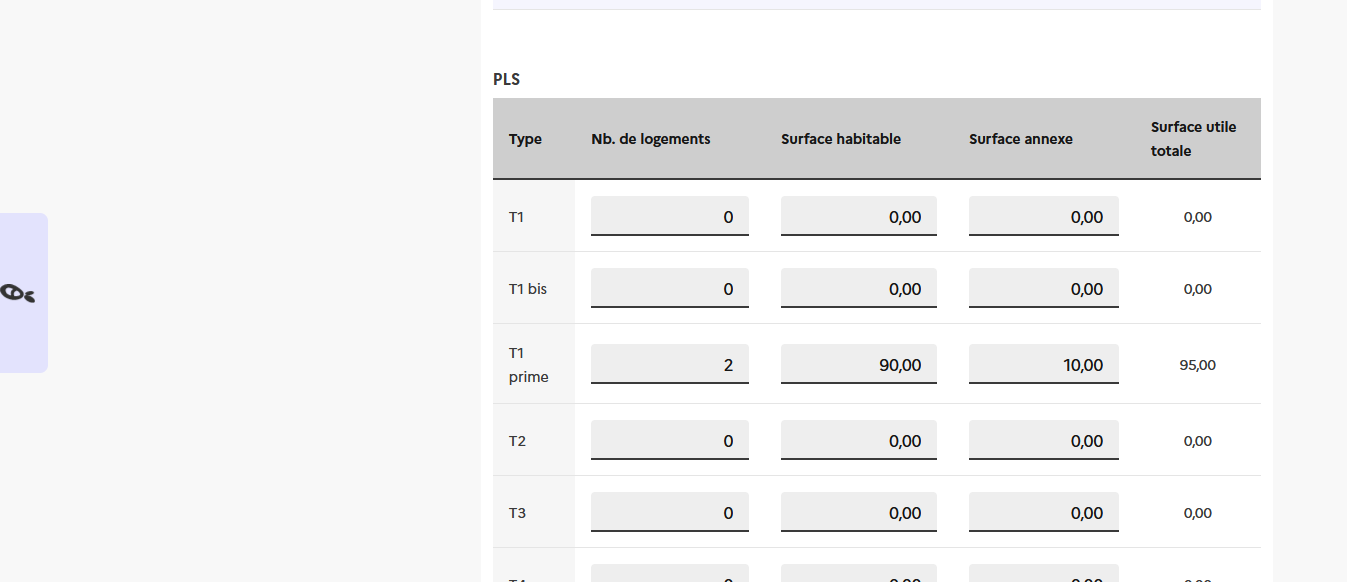 PLS
Type Nb. de logements Surface habitable Surface annexe Surface utile totale
T1 0 0,00 0,00 0,00
T1 bis 0 0,00 0,00 0,00
T1 prime 2 90,00 10,00 95,00
T2 0 0,00 0,00 0,00
T3 0 0,00 0,00 0,00